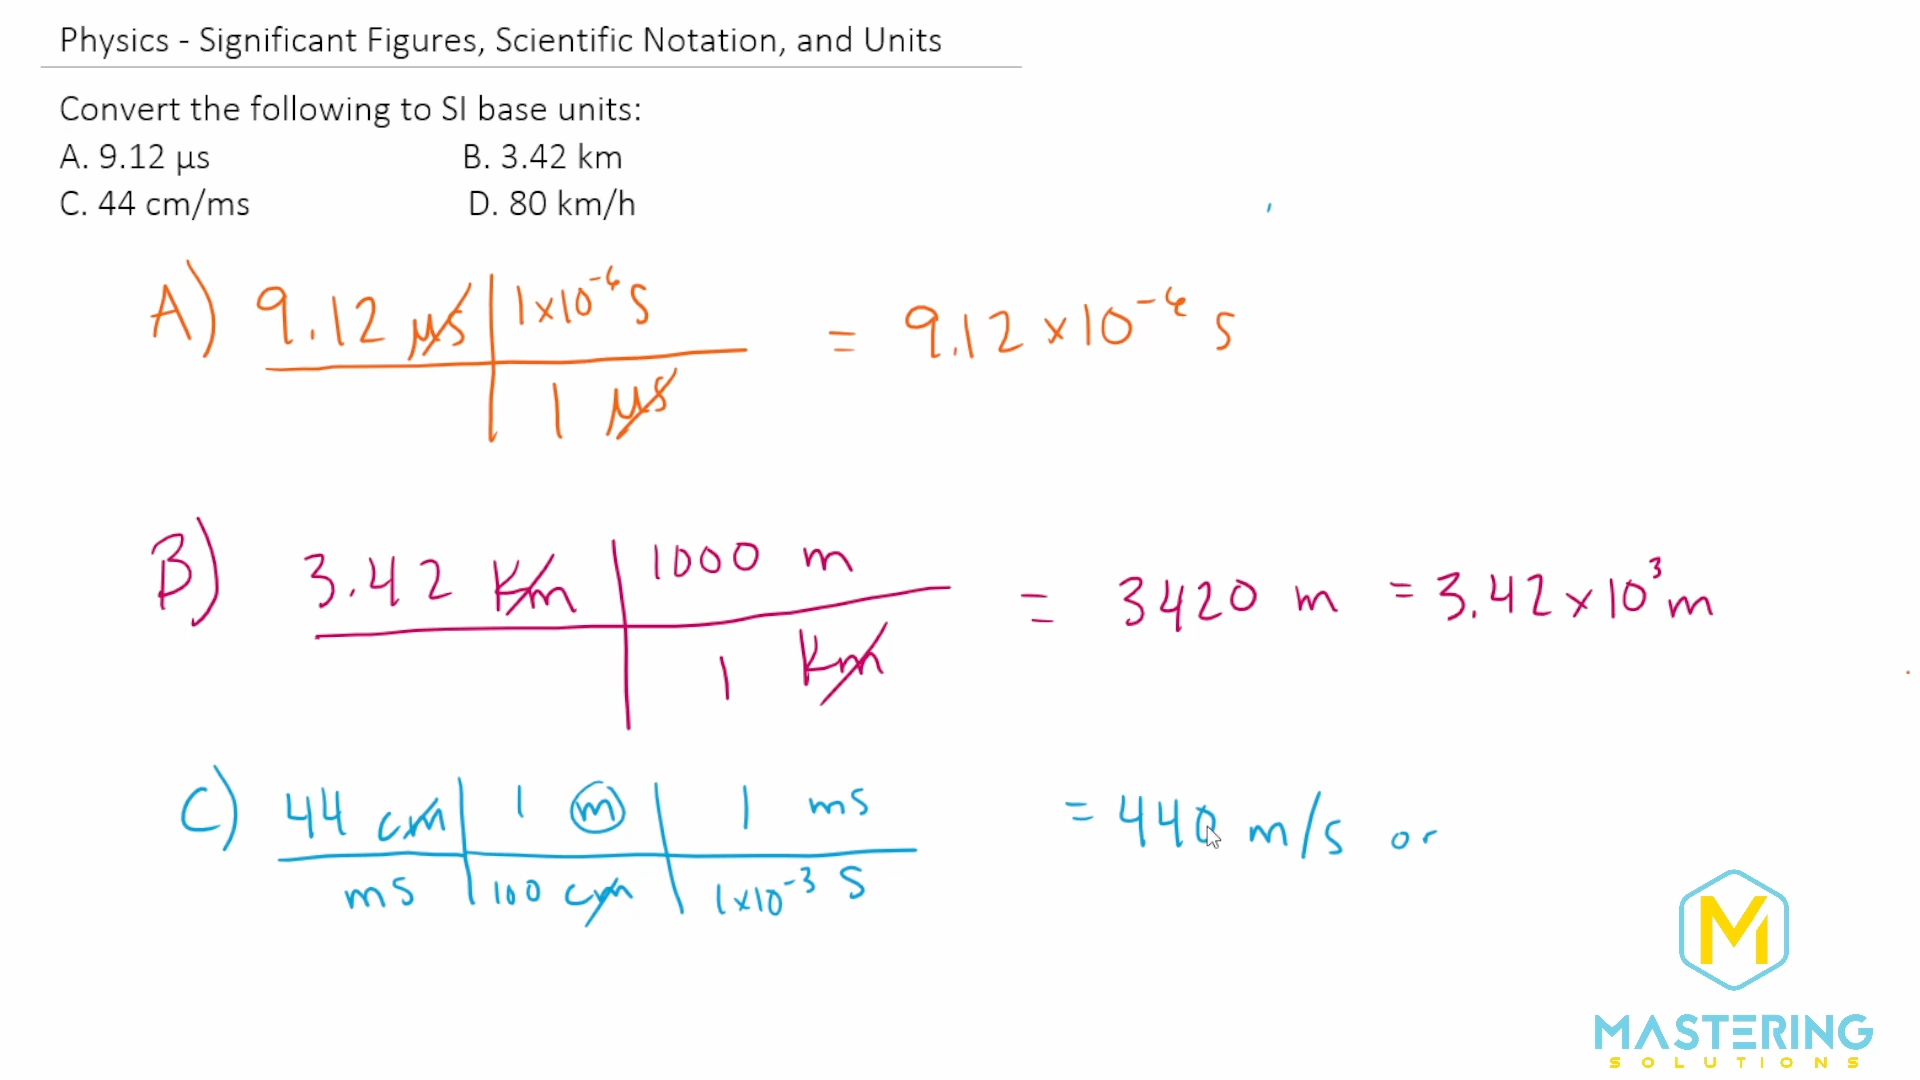 Physics - Significant Figures, Scientific Notation, and Units
Convert the following to SI base units:
A. 9.12 μs B. 3.42 km
C. 44 cm/ms D. 80 km/h
A) 9.12 μs | 1x10⁻⁶ s = 9.12 x 10⁻⁶ s
1 μs
B) 3.42 Km | 1000 m = 3420 m = 3.42 x 10³ m
1 Km
C) 44 cm | 1 m | 1 ms = 440 m/s or
ms | 100 cm | 1x10⁻³ s
MASTERING
SOLUTIONS